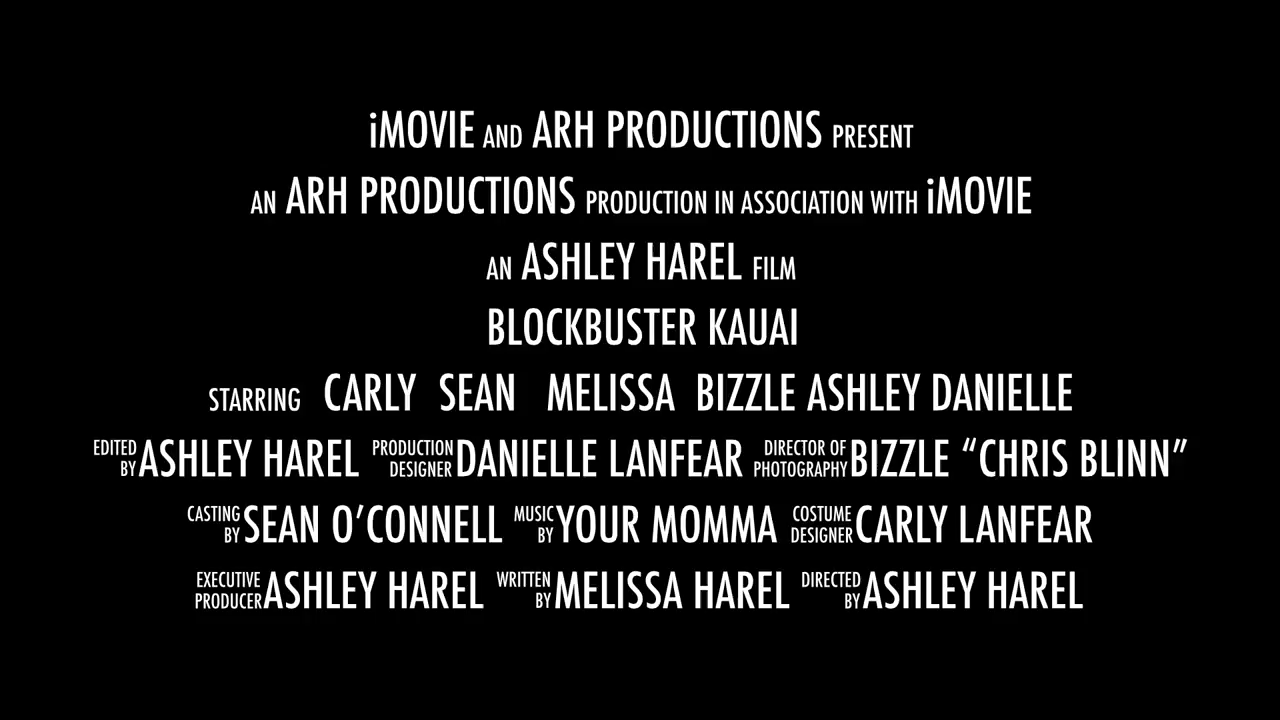 iMOVIE AND ARH PRODUCTIONS PRESENT
AN ARH PRODUCTIONS PRODUCTION IN ASSOCIATION WITH iMOVIE
AN ASHLEY HAREL FILM
BLOCKBUSTER KAUAI
STARRING CARLY SEAN MELISSA BIZZLE ASHLEY DANIELLE
EDITED BY ASHLEY HAREL PRODUCTION DESIGNER DANIELLE LANFEAR DIRECTOR OF PHOTOGRAPHY BIZZLE “CHRIS BLINN”
CASTING BY SEAN O’CONNELL MUSIC BY YOUR MOMMA COSTUME DESIGNER CARLY LANFEAR
EXECUTIVE PRODUCER ASHLEY HAREL WRITTEN BY MELISSA HAREL DIRECTED BY ASHLEY HAREL